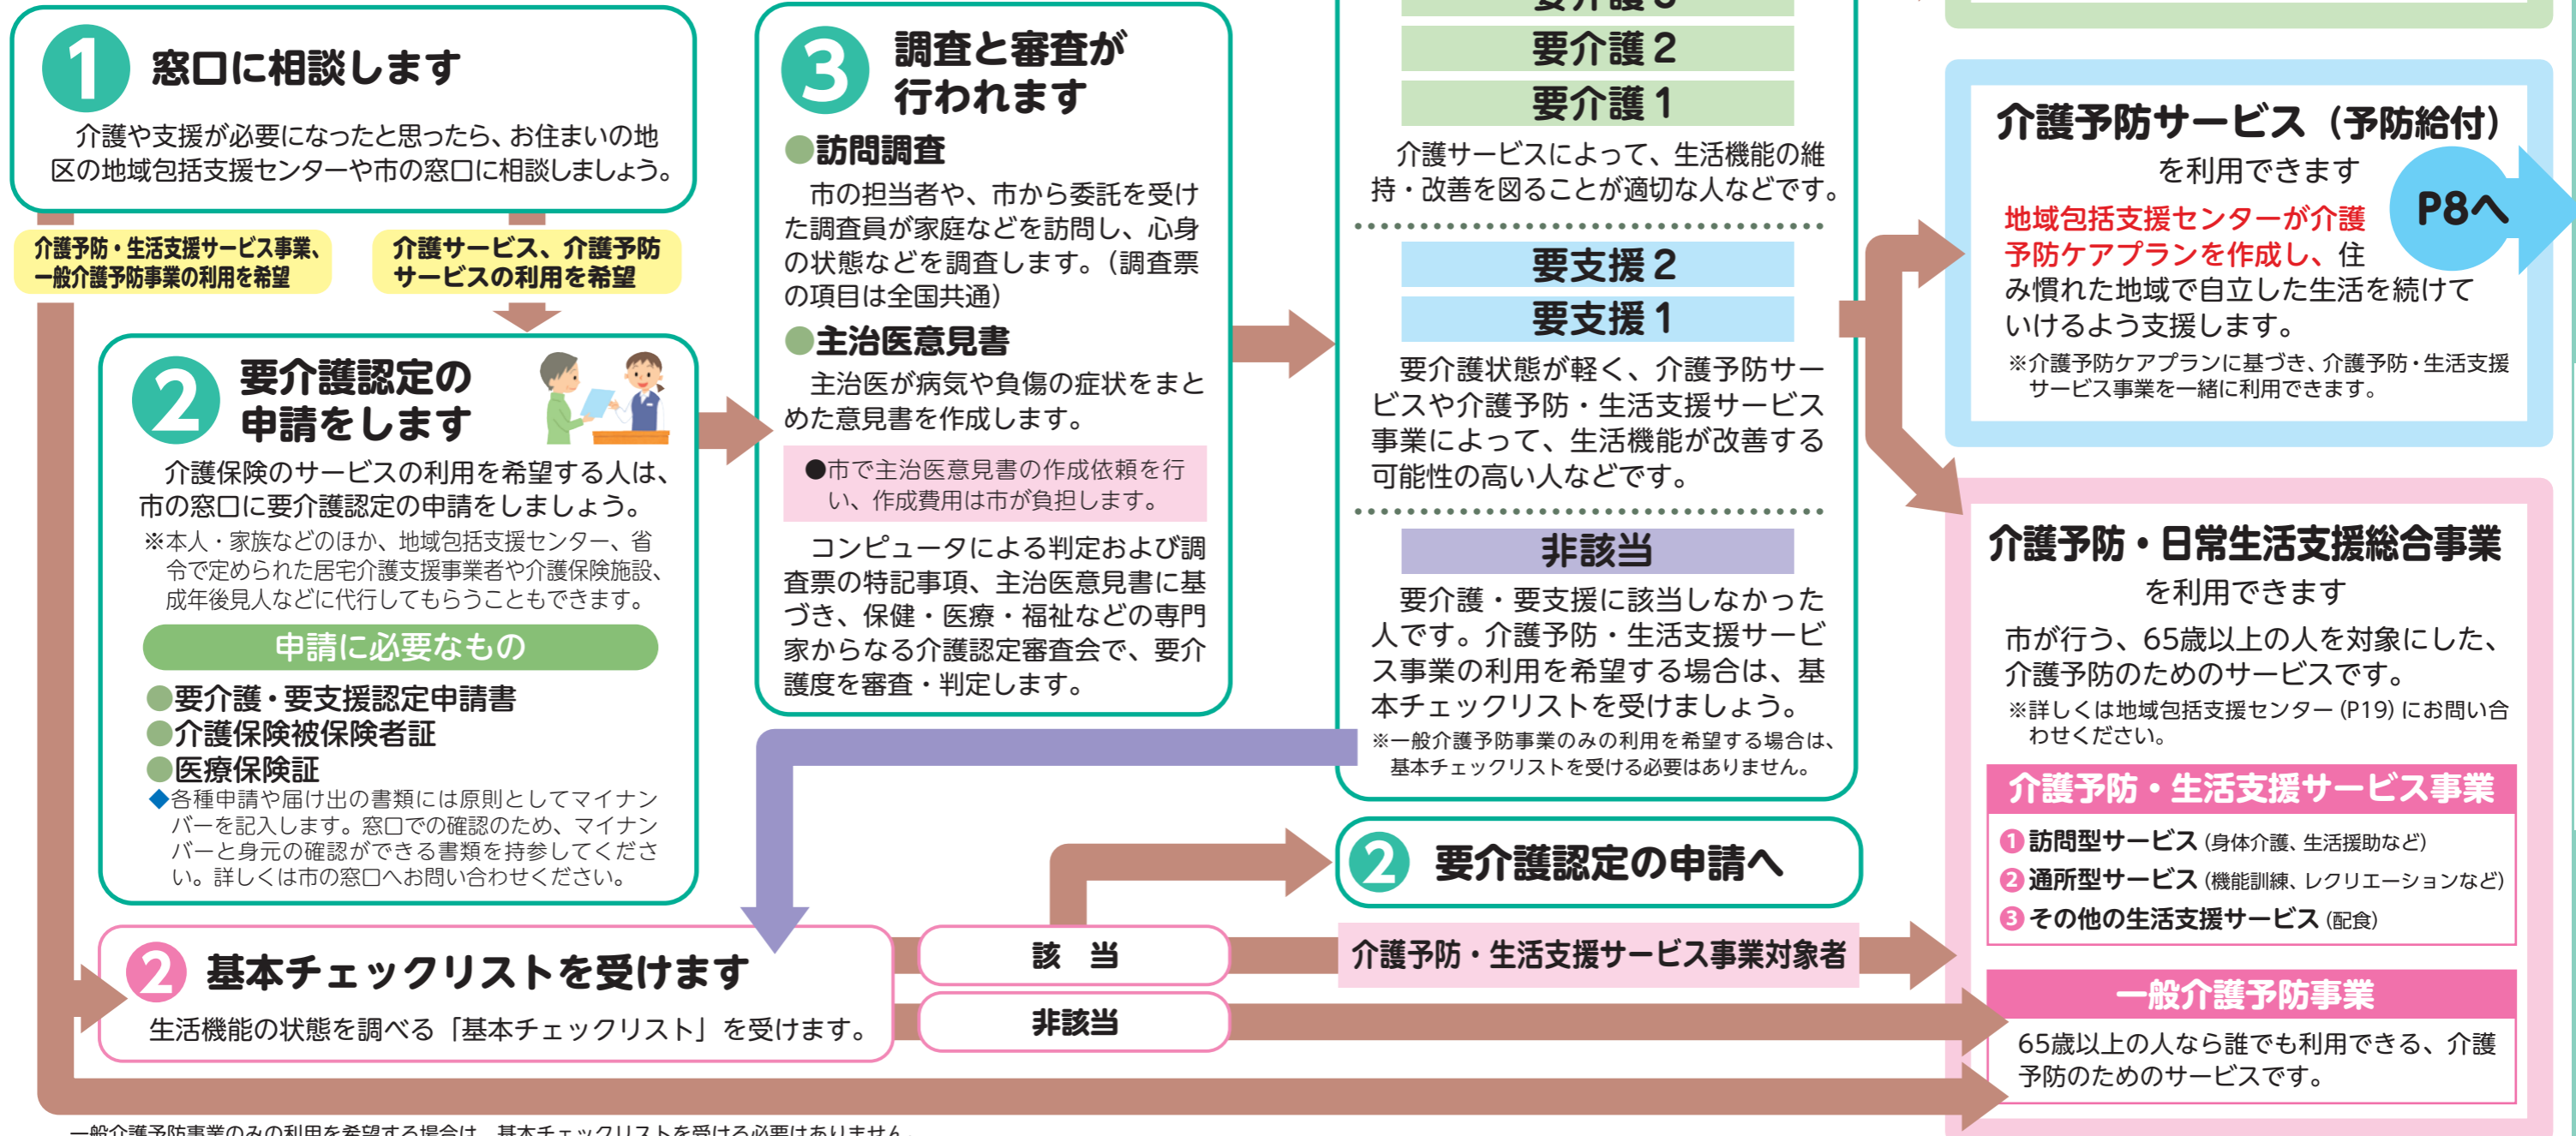 1 窓口に相談します
介護や支援が必要になったと思ったら、お住まいの地
区の地域包括支援センターや市の窓口に相談しましょう。
介護予防・生活支援サービス事業、
一般介護予防事業の利用を希望
介護サービス、介護予防
サービスの利用を希望
2 要介護認定の
申請をします
介護保険のサービスの利用を希望する人は、
市の窓口に要介護認定の申請をしましょう。
※本人・家族などのほか、地域包括支援センター、省
令で定められた居宅介護支援事業者や介護保険施設、
成年後見人などに代行してもらうこともできます。
申請に必要なもの
●要介護・要支援認定申請書
●介護保険被保険者証
●医療保険証
◆各種申請や届け出の書類には原則としてマイナン
バーを記入します。窓口での確認のため、マイナン
バーと身元の確認ができる書類を持参してくださ
い。詳しくは市の窓口へお問い合わせください。
2 基本チェックリストを受けます
生活機能の状態を調べる「基本チェックリスト」を受けます。
3 調査と審査が
行われます
●訪問調査
市の担当者や、市から委託を受け
た調査員が家庭などを訪問し、心身
の状態などを調査します。（調査票
の項目は全国共通）
●主治医意見書
主治医が病気や負傷の症状をまと
めた意見書を作成します。
●市で主治医意見書の作成依頼を行
い、作成費用は市が負担します。
コンピュータによる判定および調
査票の特記事項、主治医意見書に基
づき、保健・医療・福祉などの専門
家からなる介護認定審査会で、要介
護度を審査・判定します。
要介護２
要介護１
介護サービスによって、生活機能の維
持・改善を図ることが適切な人などです。
要支援２
要支援１
要介護状態が軽く、介護予防サー
ビスや介護予防・生活支援サービス
事業によって、生活機能が改善する
可能性の高い人などです。
非該当
要介護・要支援に該当しなかった
人です。介護予防・生活支援サービ
ス事業の利用を希望する場合は、基
本チェックリストを受けましょう。
※一般介護予防事業のみの利用を希望する場合は、
基本チェックリストを受ける必要はありません。
2 要介護認定の申請へ
該　当
介護予防・生活支援サービス事業対象者
非該当
介護予防サービス（予防給付）
を利用できます
P8へ
地域包括支援センターが介護
予防ケアプランを作成し、住
み慣れた地域で自立した生活を続けて
いけるよう支援します。
※介護予防ケアプランに基づき、介護予防・生活支援
サービス事業を一緒に利用できます。
介護予防・日常生活支援総合事業
を利用できます
市が行う、65歳以上の人を対象にした、
介護予防のためのサービスです。
※詳しくは地域包括支援センター（P19）にお問い合
わせください。
介護予防・生活支援サービス事業
❶訪問型サービス（身体介護、生活援助など）
❷通所型サービス（機能訓練、レクリエーションなど）
❸その他の生活支援サービス（配食）
一般介護予防事業
65歳以上の人なら誰でも利用できる、介護
予防のためのサービスです。
一般介護予防事業のみの利用を希望する場合は、基本チェックリストを受ける必要はありません。